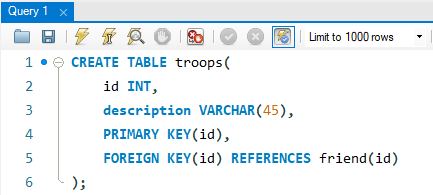 Query 1
Limit to 1000 rows
1 CREATE TABLE troops(
2 id INT,
3 description VARCHAR(45),
4 PRIMARY KEY(id),
5 FOREIGN KEY(id) REFERENCES friend(id)
6 );